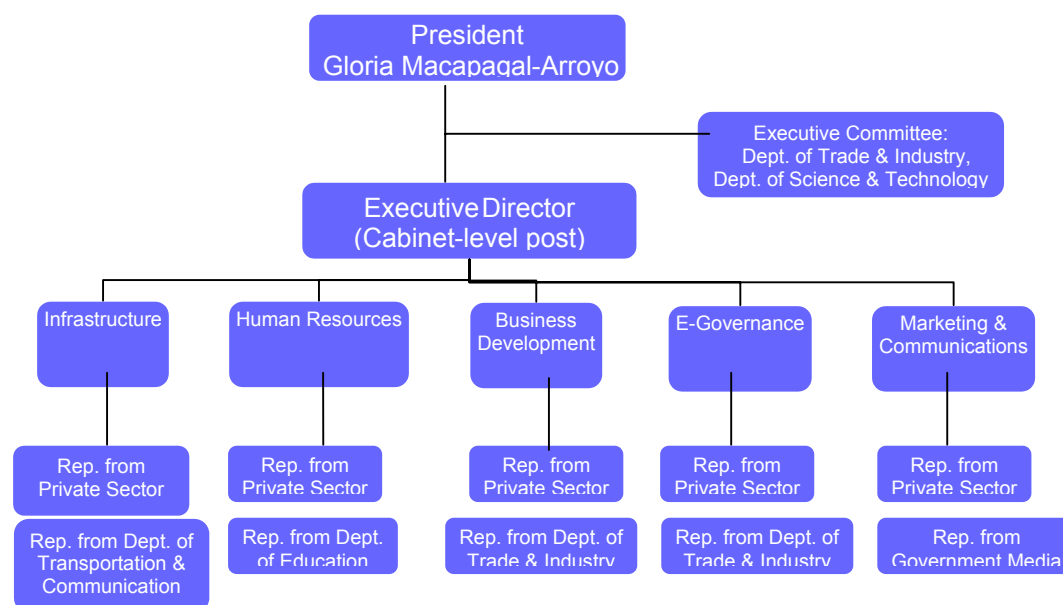 President
Gloria Macapagal-Arroyo
Executive Committee:
Dept. of Trade & Industry,
Dept. of Science & Technology
Executive Director
(Cabinet-level post)
Infrastructure
Human Resources
Business
Development
E-Governance
Marketing &
Communications
Rep. from
Private Sector
Rep. from
Private Sector
Rep. from
Private Sector
Rep. from
Private Sector
Rep. from
Private Sector
Rep. from Dept. of
Transportation &
Communication
Rep. from Dept.
of Education
Rep. from Dept. of
Trade & Industry
Rep. from Dept. of
Trade & Industry
Rep. from
Government Media